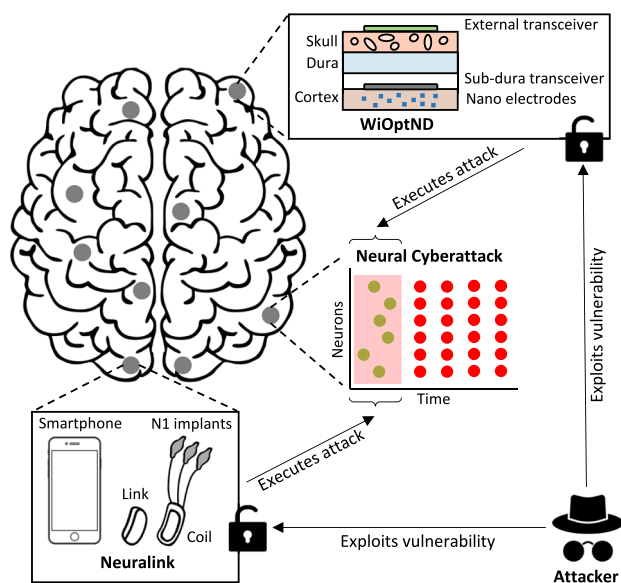 External transceiver
Skull
Dura
Sub-dura transceiver
Cortex
Nano electrodes
WiOptND
Executes attack
Neural Cyberattack
Neurons
Time
Exploits vulnerability
Smartphone
N1 implants
Link
Coil
Neuralink
Executes attack
Exploits vulnerability
Attacker